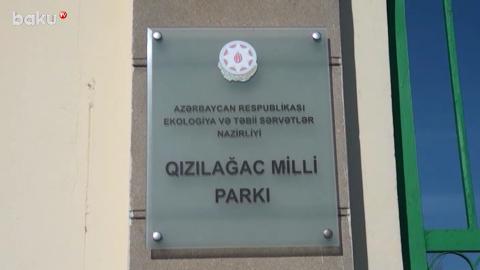 baku tv
AZƏRBAYCAN RESPUBLİKASI
EKOLOGİYA VƏ TƏBİİ SƏRVƏTLƏR
NAZİRLİYİ
QIZILAĞAC MİLLİ
PARKI